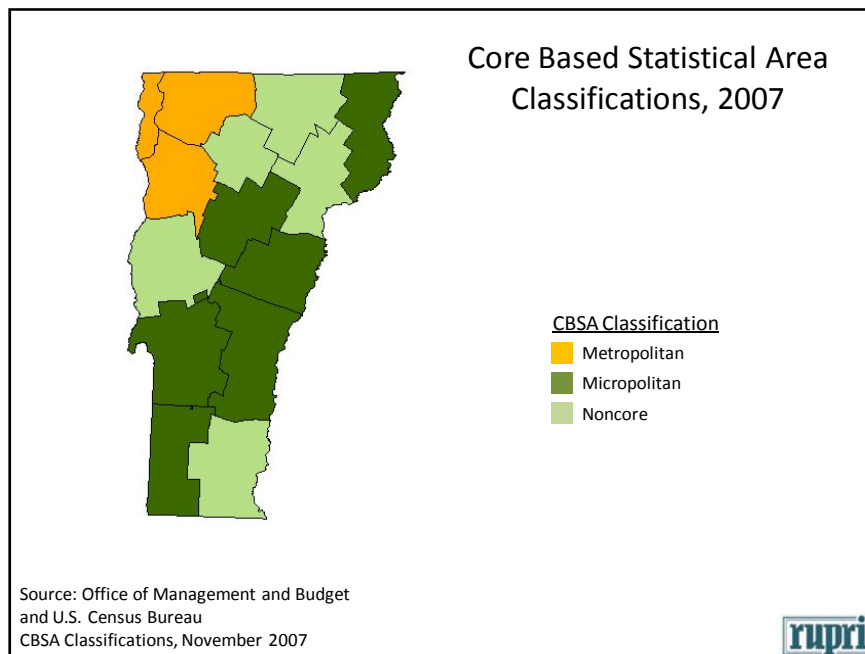 Core Based Statistical Area
Classifications, 2007
CBSA Classification
Metropolitan
Micropolitan
Noncore
Source: Office of Management and Budget
and U.S. Census Bureau
CBSA Classifications, November 2007
rupri